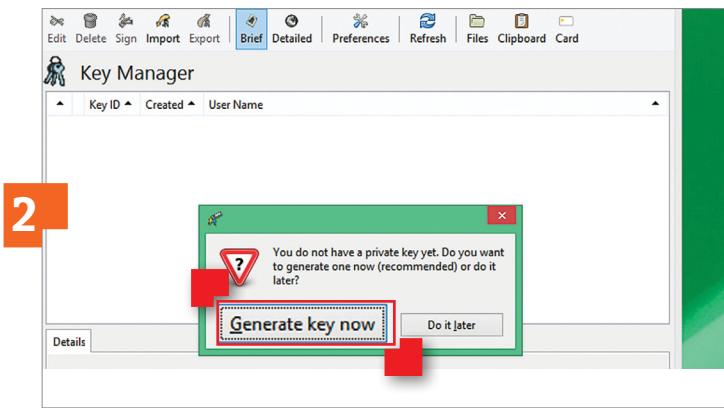 Edit Delete Sign Import Export Brief Detailed Preferences Refresh Files Clipboard Card
Key Manager
Key ID Created User Name
2
You do not have a private key yet. Do you want
to generate one now (recommended) or do it
later?
Generate key now Do it later
Details